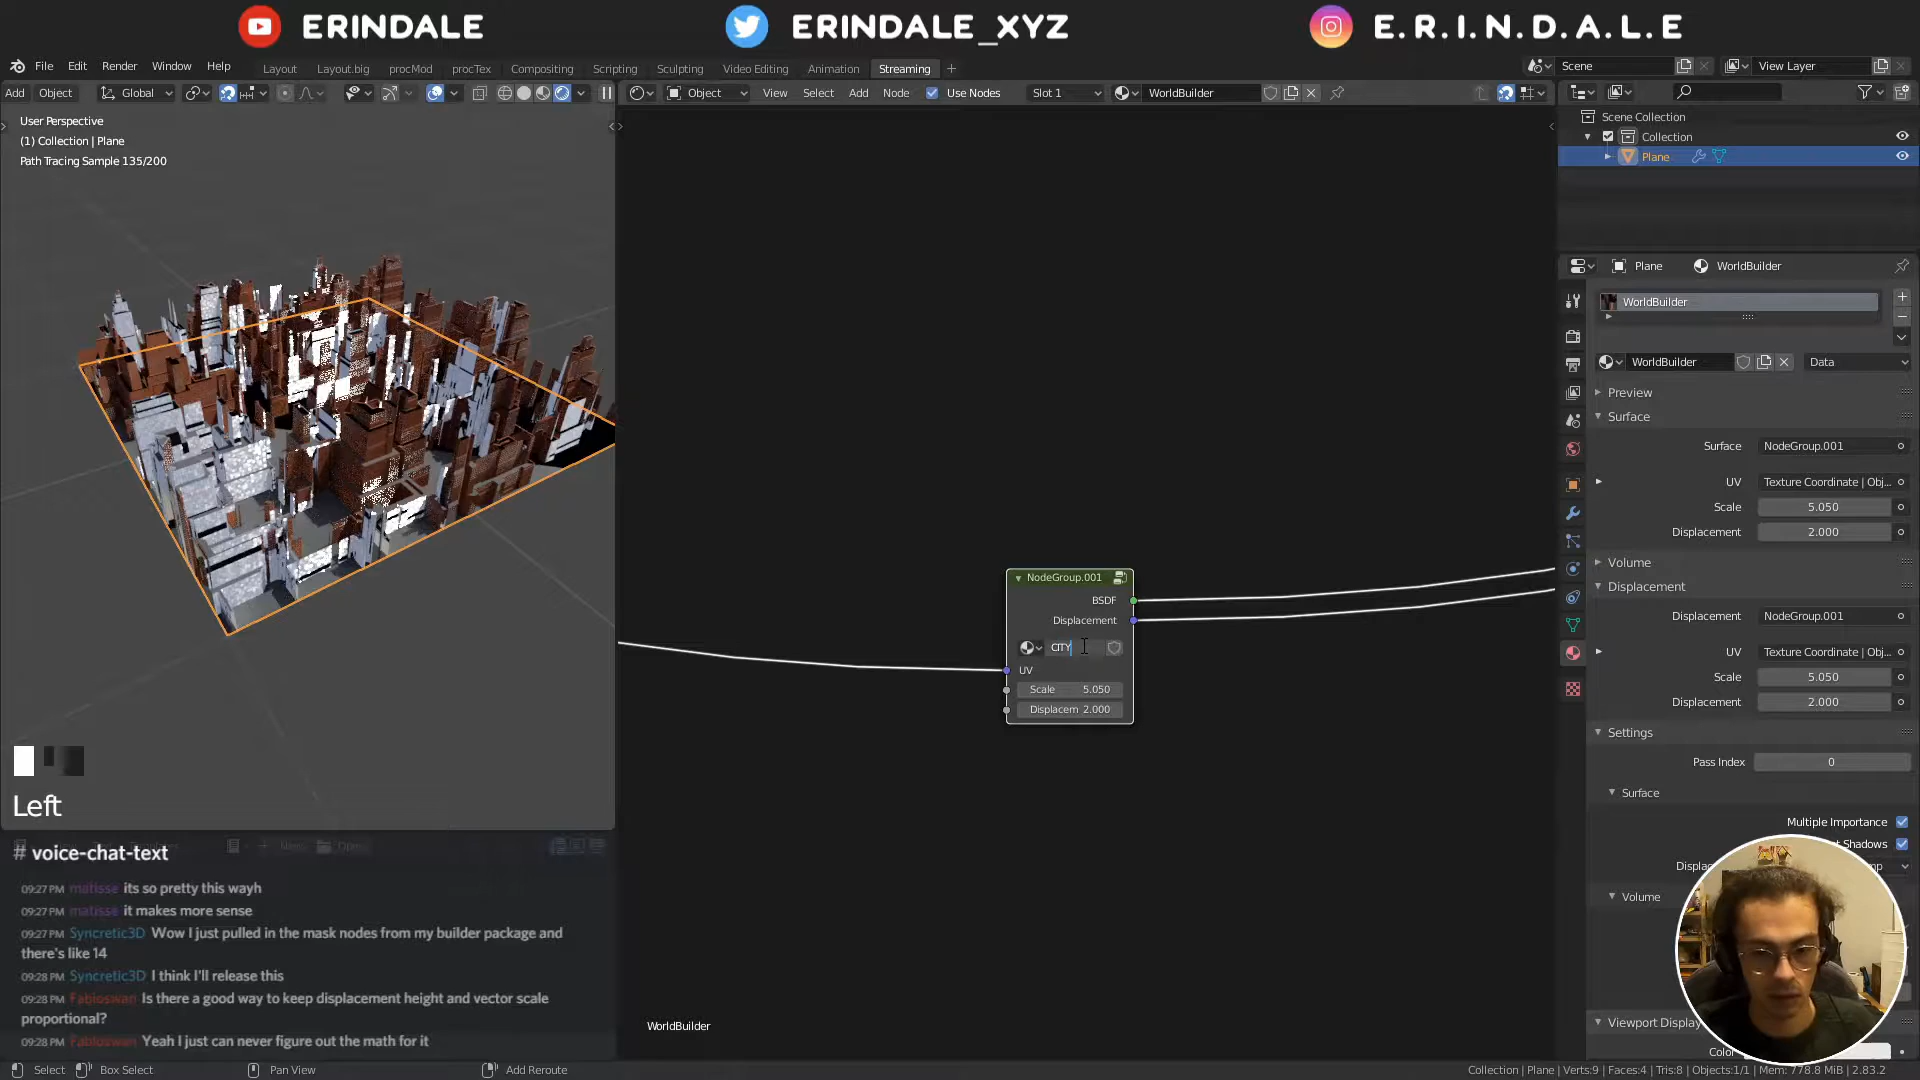 ERINDALE
ERINDALE_XYZ
E.R.I.N.D.A.L.E
File Edit Render Window Help
Layout Layout.big procMod procTex Compositing Scripting Sculpting Video Editing Animation Streaming +
Scene
View Layer
Add Object Global
Object View Select Add Node Use Nodes Slot 1 WorldBuilder
User Perspective
(1) Collection | Plane
Path Tracing Sample 135/200
Scene Collection
Collection
Plane
Plane WorldBuilder
WorldBuilder
WorldBuilder Data
Preview
Surface
Surface NodeGroup.001
UV Texture Coordinate | Obj...
Scale 5.050
Displacement 2.000
Volume
Displacement
Displacement NodeGroup.001
UV Texture Coordinate | Obj...
Scale 5.050
Displacement 2.000
Settings
Pass Index 0
Surface
Multiple Importance
Shadows
Displac
Volume
Viewport Display
Color
NodeGroup.001
BSDF
Displacement
CITY
UV
Scale 5.050
Displacem 2.000
WorldBuilder
Left
# voice-chat-text
09:27 PM matisse its so pretty this wayh
09:27 PM matisse it makes more sense
09:27 PM Syncretic3D Wow I just pulled in the mask nodes from my builder package and
there's like 14
09:28 PM Syncretic3D I think I'll release this
09:28 PM Fabloswan Is there a good way to keep displacement height and vector scale
proportional?
09:28 PM Fabloswan Yeah I just can never figure out the math for it
Select Box Select Pan View Add Reroute
Collection | Plane | Verts:9 | Faces:4 | Tris:8 | Objects:1/1 | Mem: 778.8 MiB | 2.83.2